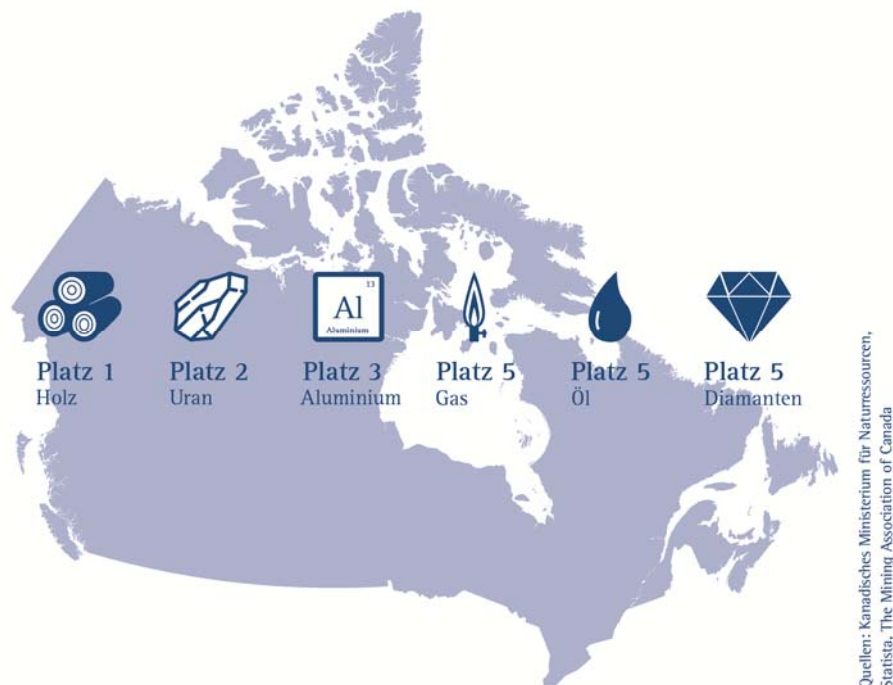 13
Al
Aluminium
Platz 1
Holz
Platz 2
Uran
Platz 3
Aluminium
Platz 5
Gas
Platz 5
Öl
Platz 5
Diamanten
Quellen: Kanadisches Ministerium für Naturressourcen,
Statista, The Mining Association of Canada